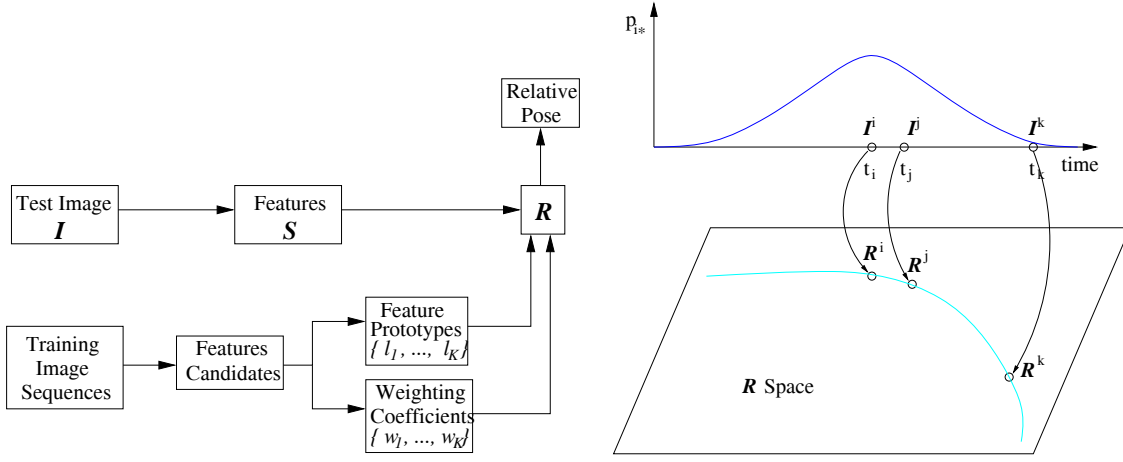 Relative
Pose
Test Image
I
Features
S
R
Training
Image
Sequences
Features
Candidates
Feature
Prototypes
{ l1, ..., lK}
Weighting
Coefficients
{ w1, ..., wK}
pi*
Ii Ij Ik
ti tj tk time
Ri Rj
Rk
R Space